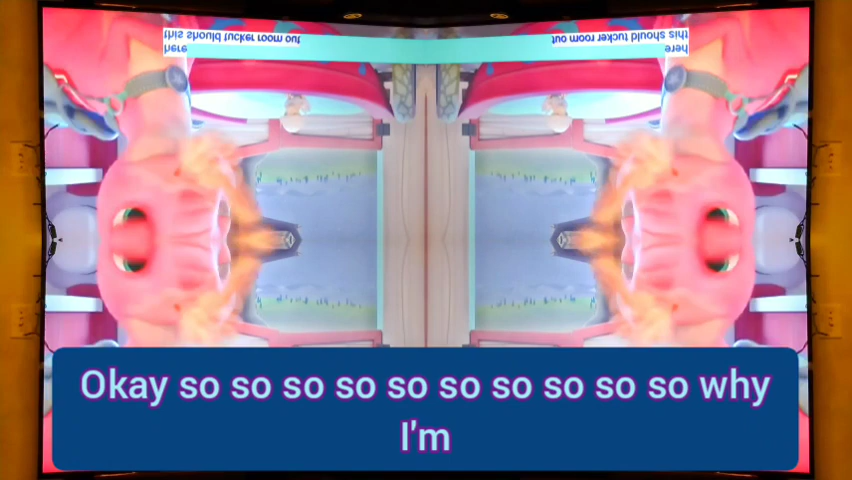 this should tucker room out
here
this should tucker room out
here
Okay so so so so so so so so so so why
I'm